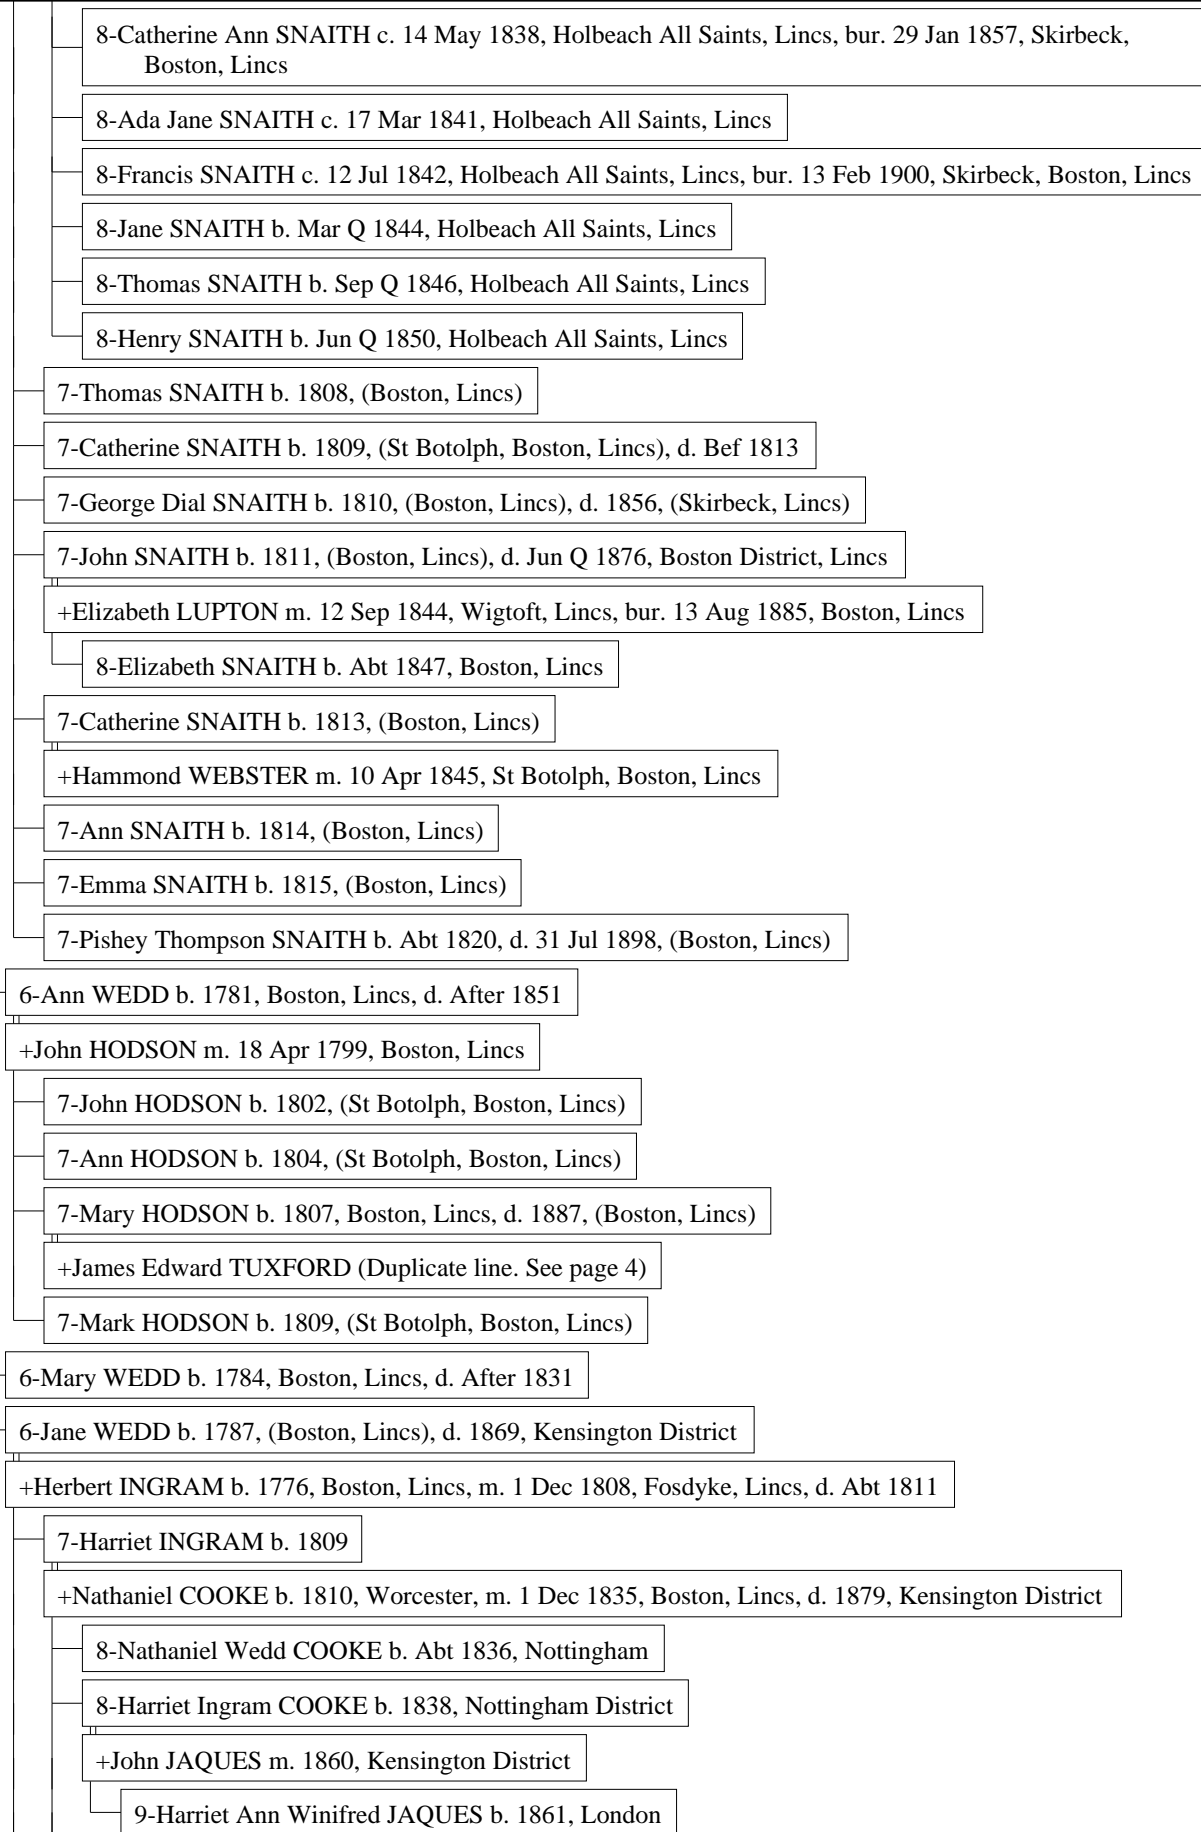 8-Catherine Ann SNAITH c. 14 May 1838, Holbeach All Saints, Lincs, bur. 29 Jan 1857, Skirbeck,
Boston, Lincs
8-Ada Jane SNAITH c. 17 Mar 1841, Holbeach All Saints, Lincs
8-Francis SNAITH c. 12 Jul 1842, Holbeach All Saints, Lincs, bur. 13 Feb 1900, Skirbeck, Boston, Lincs
8-Jane SNAITH b. Mar Q 1844, Holbeach All Saints, Lincs
8-Thomas SNAITH b. Sep Q 1846, Holbeach All Saints, Lincs
8-Henry SNAITH b. Jun Q 1850, Holbeach All Saints, Lincs
7-Thomas SNAITH b. 1808, (Boston, Lincs)
7-Catherine SNAITH b. 1809, (St Botolph, Boston, Lincs), d. Bef 1813
7-George Dial SNAITH b. 1810, (Boston, Lincs), d. 1856, (Skirbeck, Lincs)
7-John SNAITH b. 1811, (Boston, Lincs), d. Jun Q 1876, Boston District, Lincs
+Elizabeth LUPTON m. 12 Sep 1844, Wigtoft, Lincs, bur. 13 Aug 1885, Boston, Lincs
8-Elizabeth SNAITH b. Abt 1847, Boston, Lincs
7-Catherine SNAITH b. 1813, (Boston, Lincs)
+Hammond WEBSTER m. 10 Apr 1845, St Botolph, Boston, Lincs
7-Ann SNAITH b. 1814, (Boston, Lincs)
7-Emma SNAITH b. 1815, (Boston, Lincs)
7-Pishey Thompson SNAITH b. Abt 1820, d. 31 Jul 1898, (Boston, Lincs)
6-Ann WEDD b. 1781, Boston, Lincs, d. After 1851
+John HODSON m. 18 Apr 1799, Boston, Lincs
7-John HODSON b. 1802, (St Botolph, Boston, Lincs)
7-Ann HODSON b. 1804, (St Botolph, Boston, Lincs)
7-Mary HODSON b. 1807, Boston, Lincs, d. 1887, (Boston, Lincs)
+James Edward TUXFORD (Duplicate line. See page 4)
7-Mark HODSON b. 1809, (St Botolph, Boston, Lincs)
6-Mary WEDD b. 1784, Boston, Lincs, d. After 1831
6-Jane WEDD b. 1787, (Boston, Lincs), d. 1869, Kensington District
+Herbert INGRAM b. 1776, Boston, Lincs, m. 1 Dec 1808, Fosdyke, Lincs, d. Abt 1811
7-Harriet INGRAM b. 1809
+Nathaniel COOKE b. 1810, Worcester, m. 1 Dec 1835, Boston, Lincs, d. 1879, Kensington District
8-Nathaniel Wedd COOKE b. Abt 1836, Nottingham
8-Harriet Ingram COOKE b. 1838, Nottingham District
+John JAQUES m. 1860, Kensington District
9-Harriet Ann Winifred JAQUES b. 1861, London